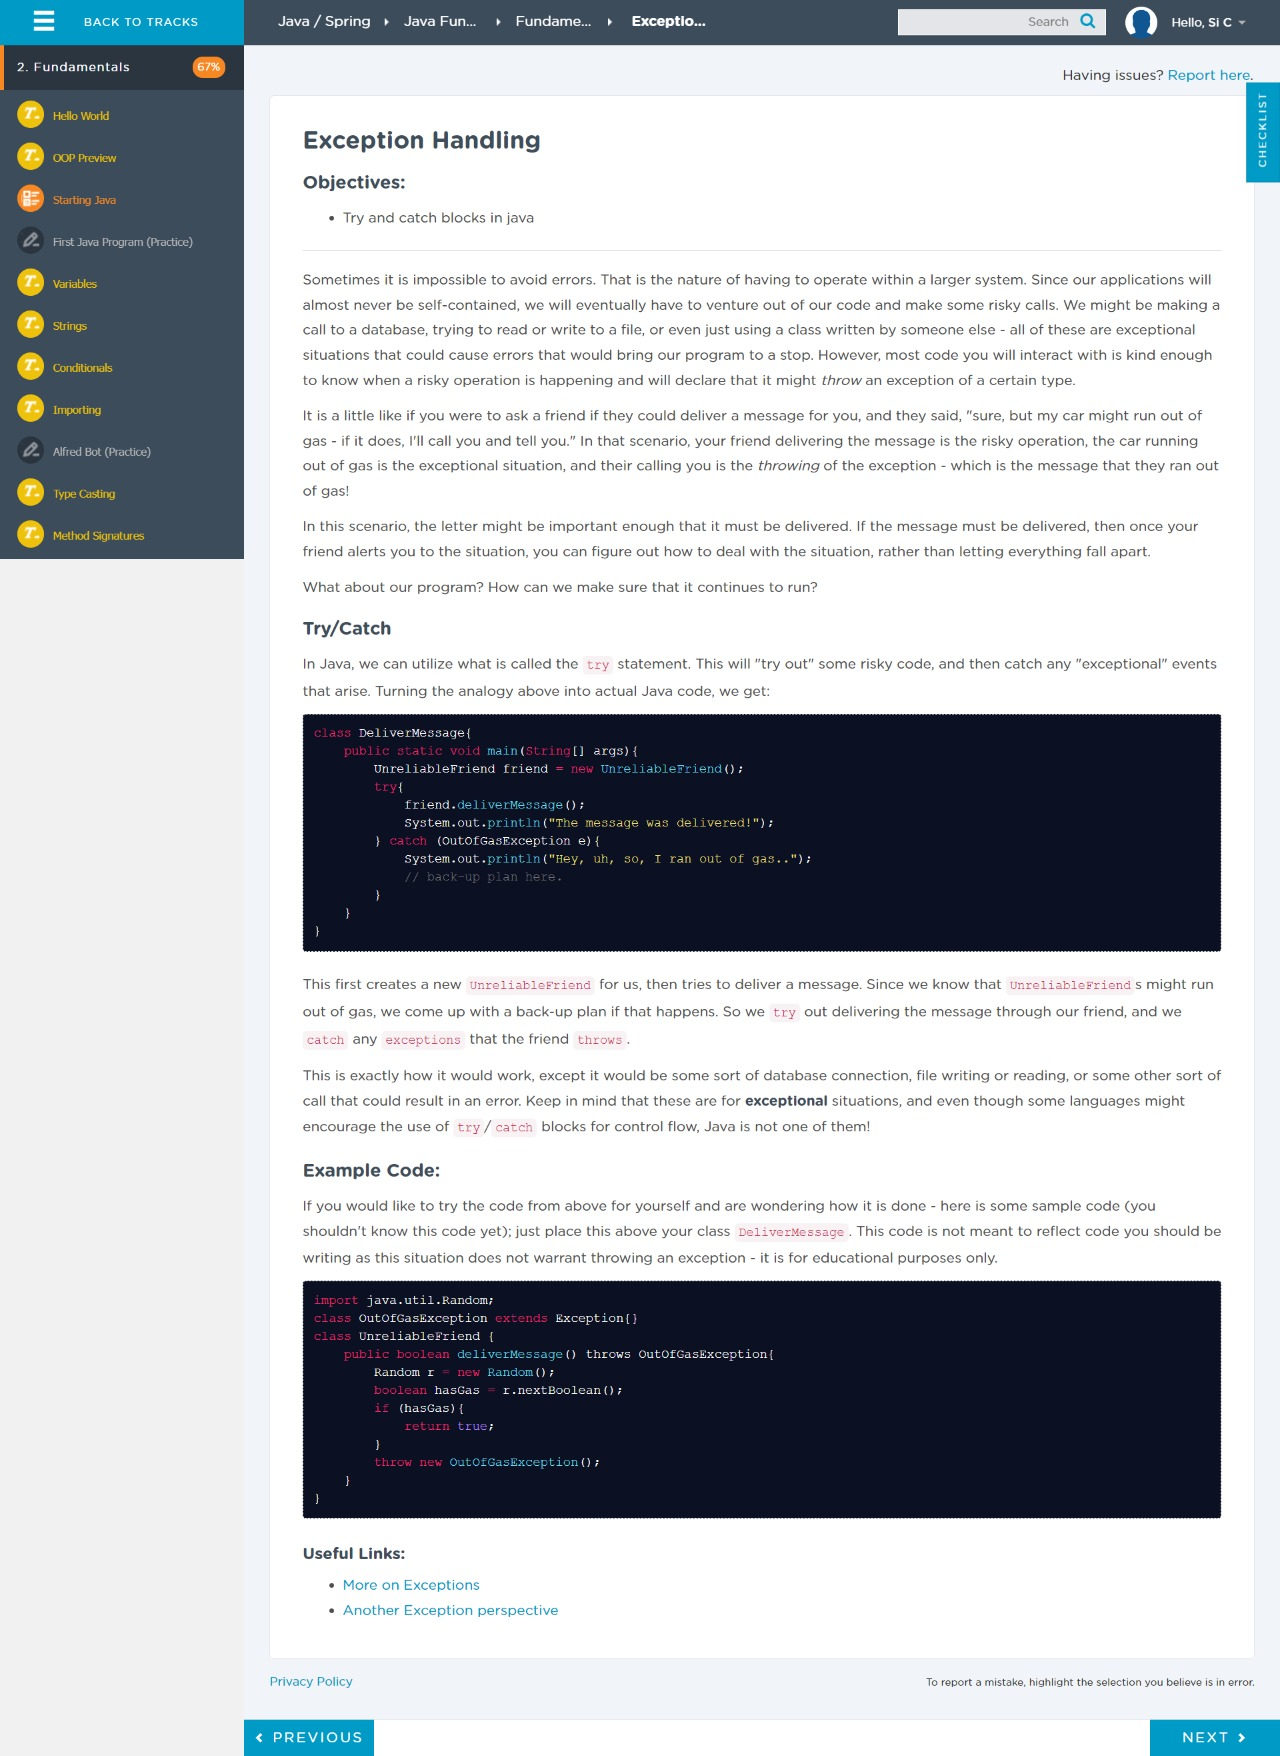 BACK TO TRACKS
Java / Spring
Java Fun...
Fundame...
Exceptio...
Search
Hello, Si C
2. Fundamentals
67%
Hello World
OOP Preview
Starting Java
First Java Program (Practice)
Variables
Strings
Conditionals
Importing
Alfred Bot (Practice)
Type Casting
Method Signatures
Having issues? Report here.
CHECKLIST
Exception Handling
Objectives:
• Try and catch blocks in java
Sometimes it is impossible to avoid errors. That is the nature of having to operate within a larger system. Since our applications will
almost never be self-contained, we will eventually have to venture out of our code and make some risky calls. We might be making a
call to a database, trying to read or write to a file, or even just using a class written by someone else - all of these are exceptional
situations that could cause errors that would bring our program to a stop. However, most code you will interact with is kind enough
to know when a risky operation is happening and will declare that it might throw an exception of a certain type.
It is a little like if you were to ask a friend if they could deliver a message for you, and they said, "sure, but my car might run out of
gas - if it does, I'll call you and tell you." In that scenario, your friend delivering the message is the risky operation, the car running
out of gas is the exceptional situation, and their calling you is the throwing of the exception - which is the message that they ran out
of gas!
In this scenario, the letter might be important enough that it must be delivered. If the message must be delivered, then once your
friend alerts you to the situation, you can figure out how to deal with the situation, rather than letting everything fall apart.
What about our program? How can we make sure that it continues to run?
Try/Catch
In Java, we can utilize what is called the try statement. This will "try out" some risky code, and then catch any "exceptional" events
that arise. Turning the analogy above into actual Java code, we get:
class DeliverMessage{
    public static void main(String[] args){
        UnreliableFriend friend = new UnreliableFriend();
        try{
            friend.deliverMessage();
            System.out.println("The message was delivered!");
        } catch (OutOfGasException e){
            System.out.println("Hey, uh, so, I ran out of gas..");
            // back-up plan here.
        }
    }
}
This first creates a new UnreliableFriend for us, then tries to deliver a message. Since we know that UnreliableFriend s might run
out of gas, we come up with a back-up plan if that happens. So we try out delivering the message through our friend, and we
catch any exceptions that the friend throws .
This is exactly how it would work, except it would be some sort of database connection, file writing or reading, or some other sort of
call that could result in an error. Keep in mind that these are for exceptional situations, and even though some languages might
encourage the use of try / catch blocks for control flow, Java is not one of them!
Example Code:
If you would like to try the code from above for yourself and are wondering how it is done - here is some sample code (you
shouldn't know this code yet); just place this above your class DeliverMessage . This code is not meant to reflect code you should be
writing as this situation does not warrant throwing an exception - it is for educational purposes only.
import java.util.Random;
class OutOfGasException extends Exception{}
class UnreliableFriend {
    public boolean deliverMessage() throws OutOfGasException{
        Random r = new Random();
        boolean hasGas = r.nextBoolean();
        if (hasGas){
            return true;
        }
        throw new OutOfGasException();
    }
}
Useful Links:
• More on Exceptions
• Another Exception perspective
Privacy Policy
To report a mistake, highlight the selection you believe is in error.
PREVIOUS
NEXT